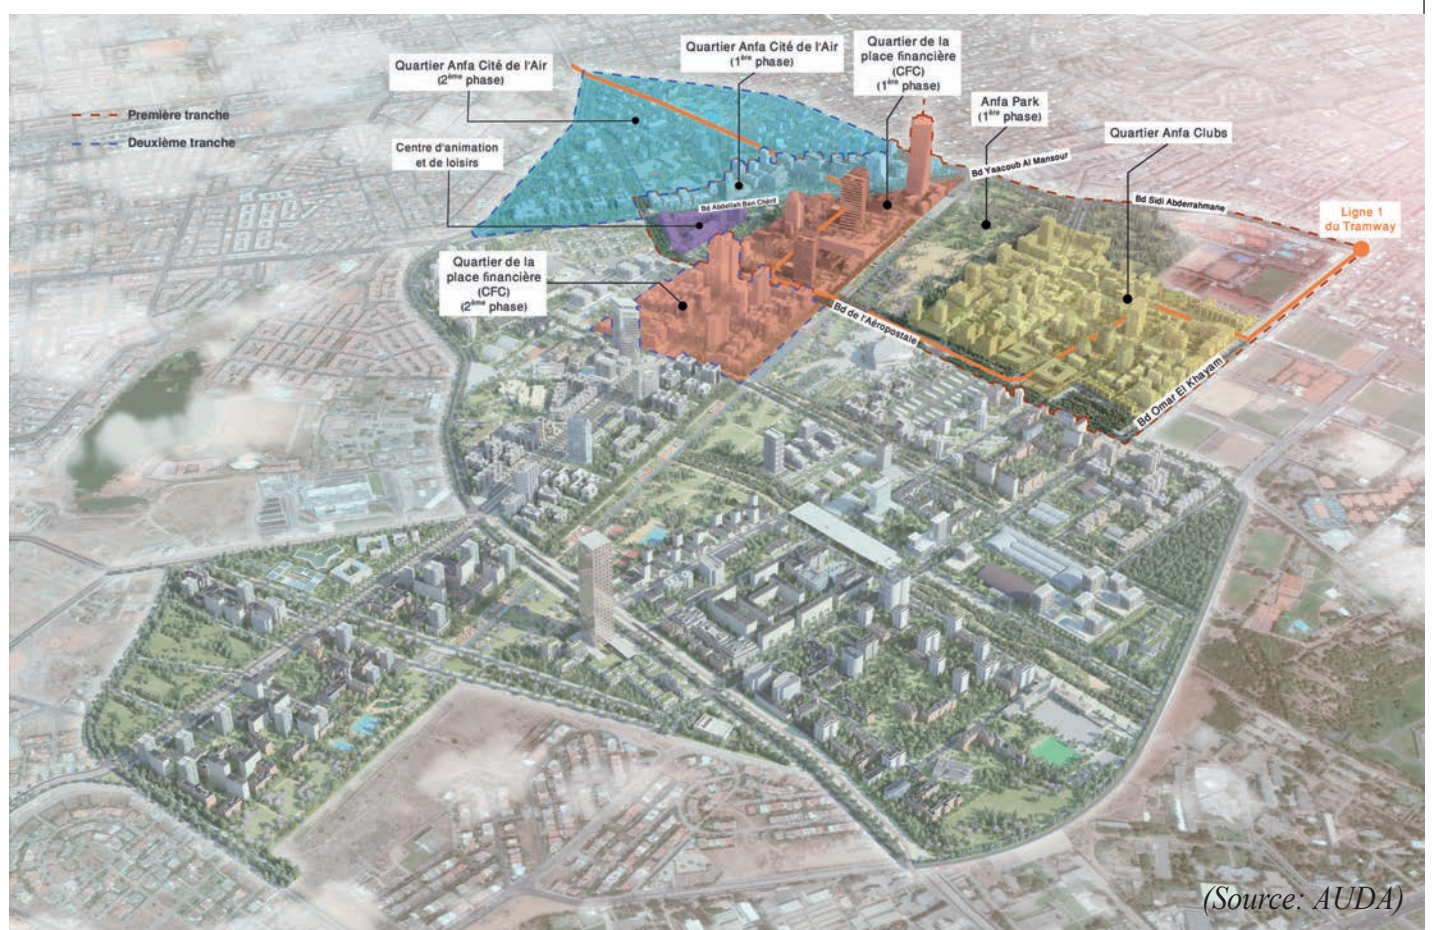 Quartier Anfa Cité de l'Air
(2ème phase)
Quartier Anfa Cité de l'Air
(1ère phase)
Quartier de la
place financière
(CFC)
(1ère phase)
Anfa Park
(1ère phase)
Quartier Anfa Clubs
Première tranche
Deuxième tranche
Centre d'animation
et de loisirs
Bd Yaacoub Al Mansour
Bd Sidi Abderrahmane
Bd Abdellah Ben Chérif
Ligne 1
du Tramway
Quartier de la
place financière
(CFC)
(2ème phase)
Bd de l'Aéropostale
Bd Omar El Khayam
(Source: AUDA)